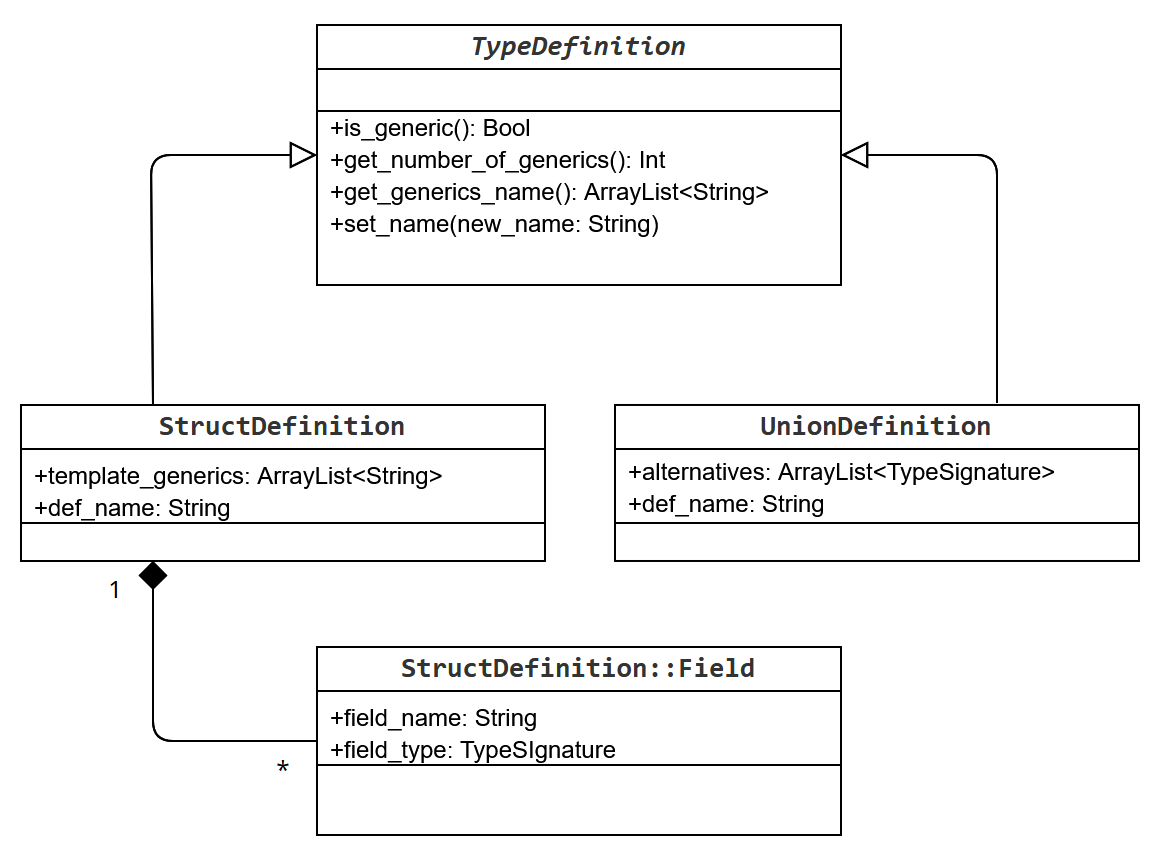 TypeDefinition
+is_generic(): Bool
+get_number_of_generics(): Int
+get_generics_name(): ArrayList<String>
+set_name(new_name: String)
StructDefinition
+template_generics: ArrayList<String>
+def_name: String
UnionDefinition
+alternatives: ArrayList<TypeSignature>
+def_name: String
1
StructDefinition::Field
+field_name: String
+field_type: TypeSIgnature
*